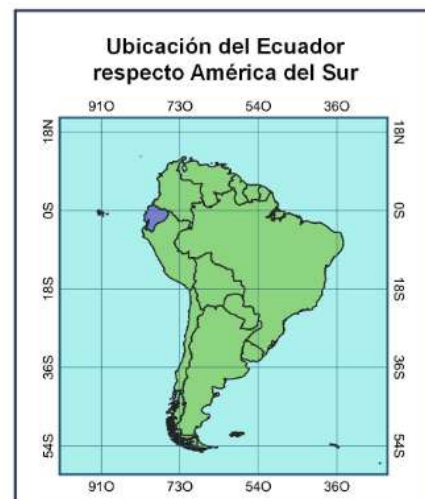 Ubicación del Ecuador
respecto América del Sur
91O 73O 54O 36O
18N 18N
0S 0S
18S 18S
36S 36S
54S 54S
91O 73O 54O 36O